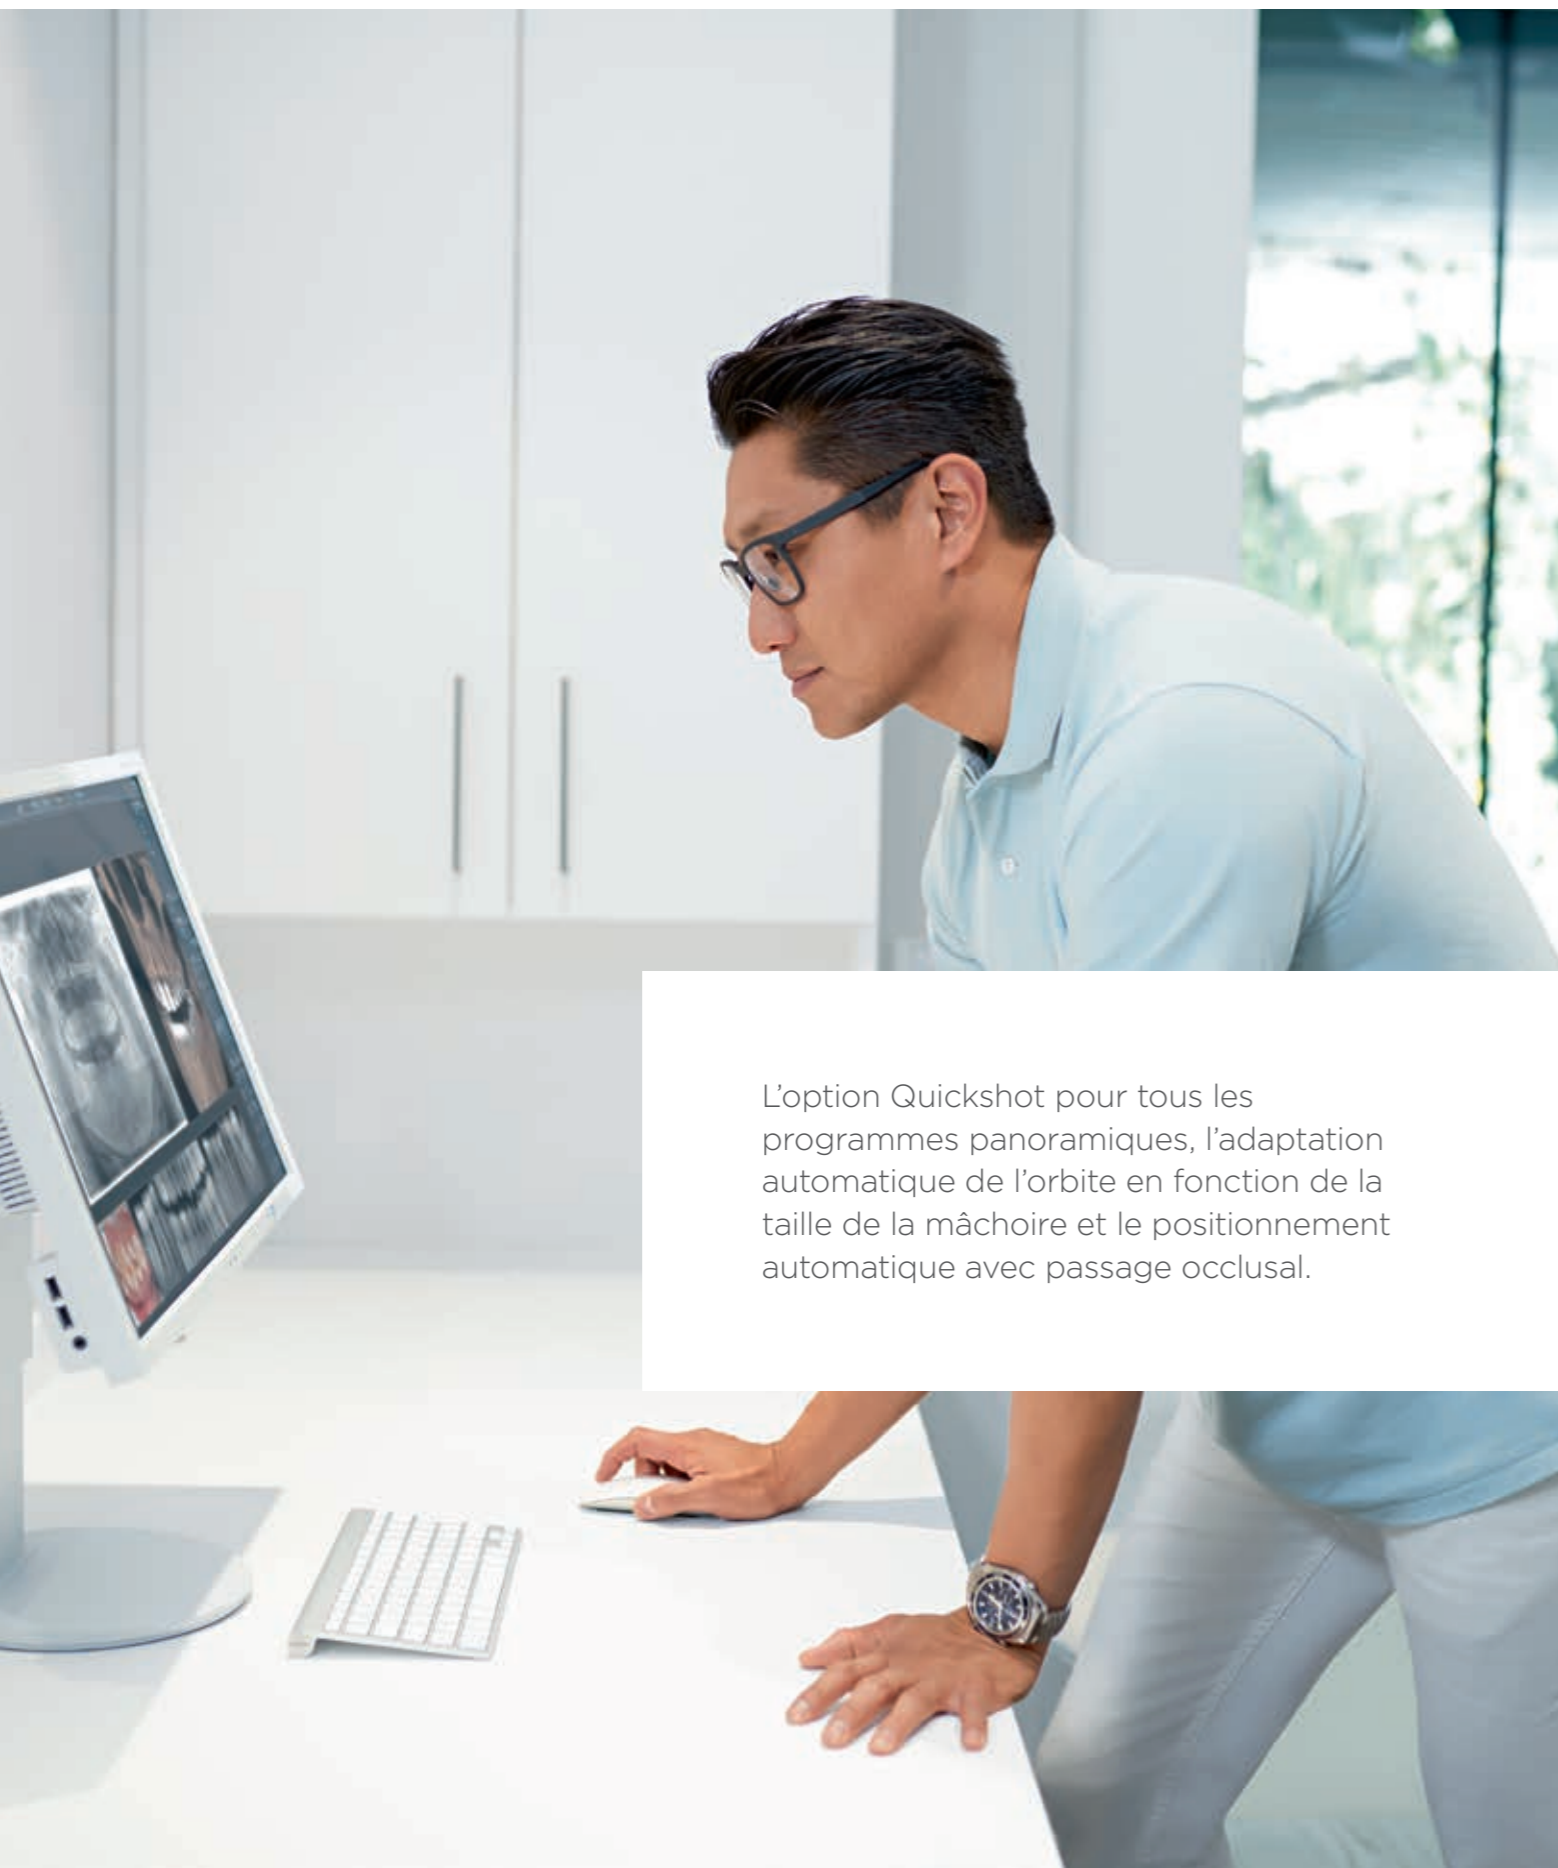 L’option Quickshot pour tous les
programmes panoramiques, l’adaptation
automatique de l’orbite en fonction de la
taille de la mâchoire et le positionnement
automatique avec passage occlusal.